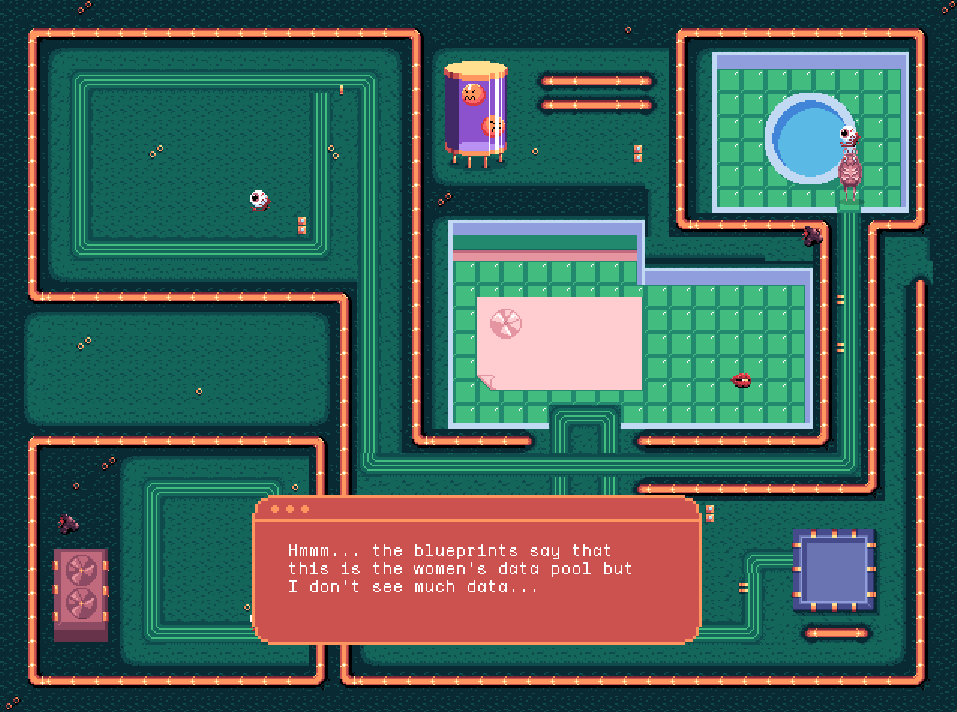 Hmmm... the blueprints say that
this is the women's data pool but
I don't see much data...